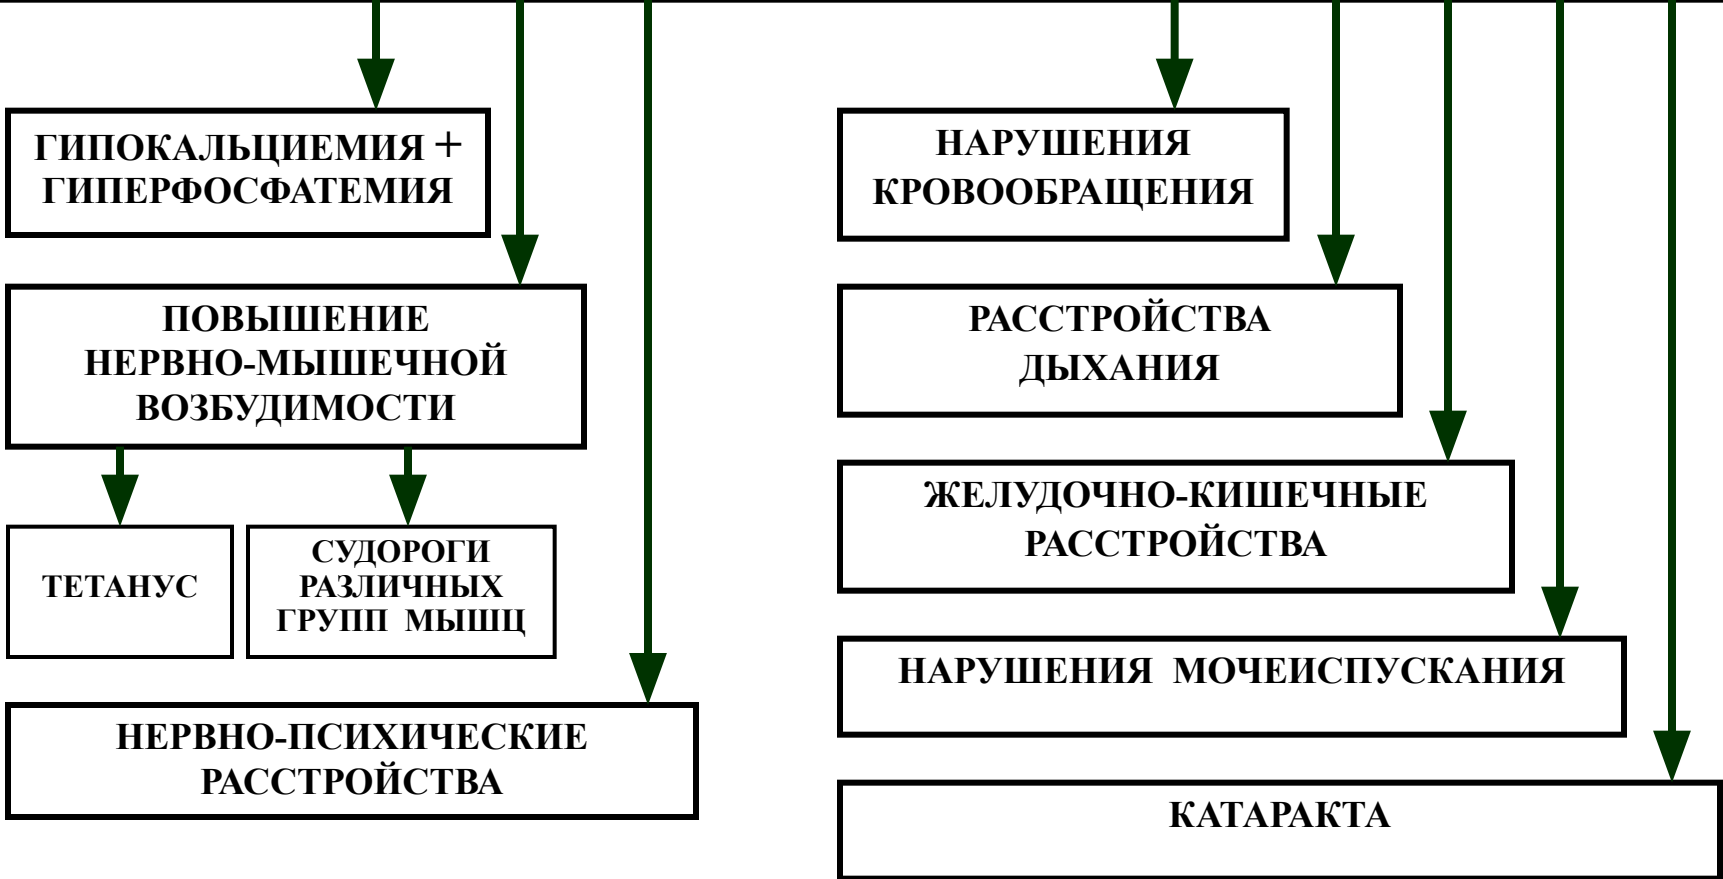 ГИПОКАЛЬЦИЕМИЯ +
ГИПЕРФОСФАТЕМИЯ
ПОВЫШЕНИЕ
НЕРВНО-МЫШЕЧНОЙ
ВОЗБУДИМОСТИ
ТЕТАНУС
СУДОРОГИ
РАЗЛИЧНЫХ
ГРУПП МЫШЦ
НЕРВНО-ПСИХИЧЕСКИЕ
РАССТРОЙСТВА
НАРУШЕНИЯ
КРОВООБРАЩЕНИЯ
РАССТРОЙСТВА
ДЫХАНИЯ
ЖЕЛУДОЧНО-КИШЕЧНЫЕ
РАССТРОЙСТВА
НАРУШЕНИЯ МОЧЕИСПУСКАНИЯ
КАТАРАКТА